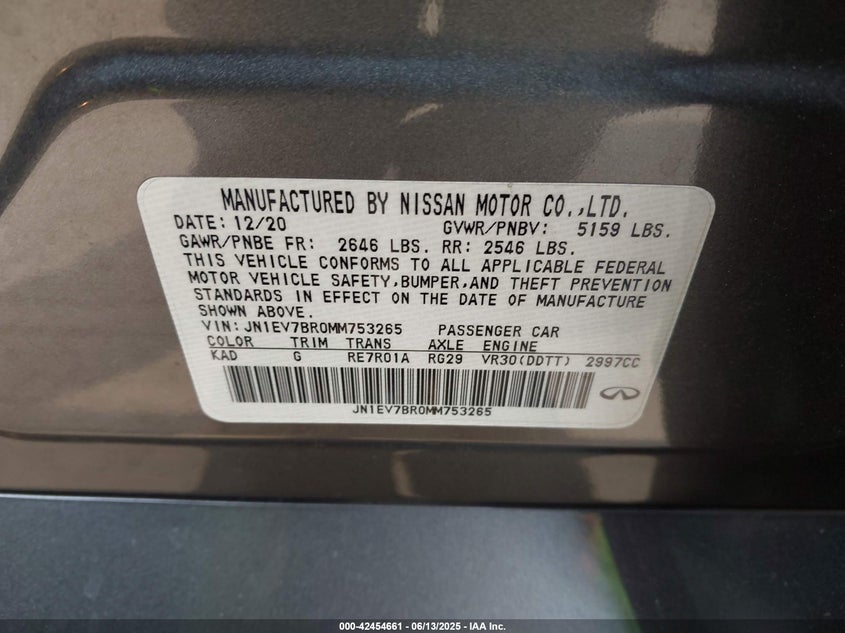 MANUFACTURED BY NISSAN MOTOR CO.,LTD.
DATE: 12/20 GVWR/PNBV: 5159 LBS.
GAWR/PNBE FR: 2646 LBS. RR: 2546 LBS.
THIS VEHICLE CONFORMS TO ALL APPLICABLE FEDERAL
MOTOR VEHICLE SAFETY,BUMPER,AND THEFT PREVENTION
STANDARDS IN EFFECT ON THE DATE OF MANUFACTURE
SHOWN ABOVE.
VIN:JN1EV7BR0MM753265 PASSENGER CAR
COLOR TRIM TRANS AXLE ENGINE
KAD G RE7R01A RG29 VR30(DDTT) 2997CC
JN1EV7BR0MM753265
000-42454661 - 06/13/2025 - IAA Inc.